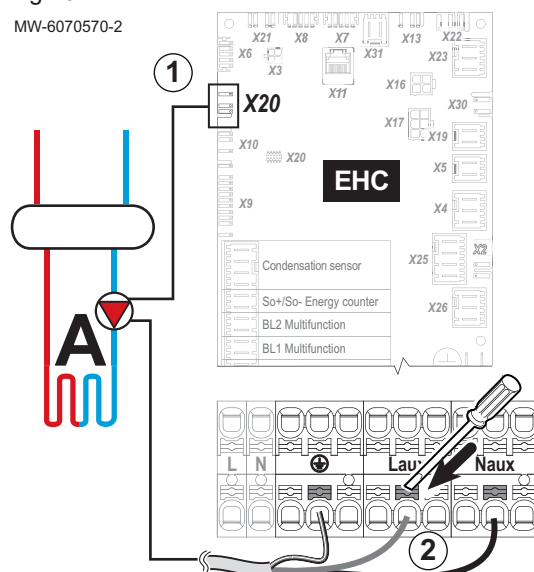 MW-6070570-2
X21 X8 X7 X31 X13 X22
X6 X3 X23
1
X20 X11 X16 X30
X17 X19
X10 X20
X5
EHC
X9 X4
X25 X2
Condensation sensor
So+/So- Energy counter
X26
BL2 Multifunction
BL1 Multifunction
A
L N Laux Naux
2